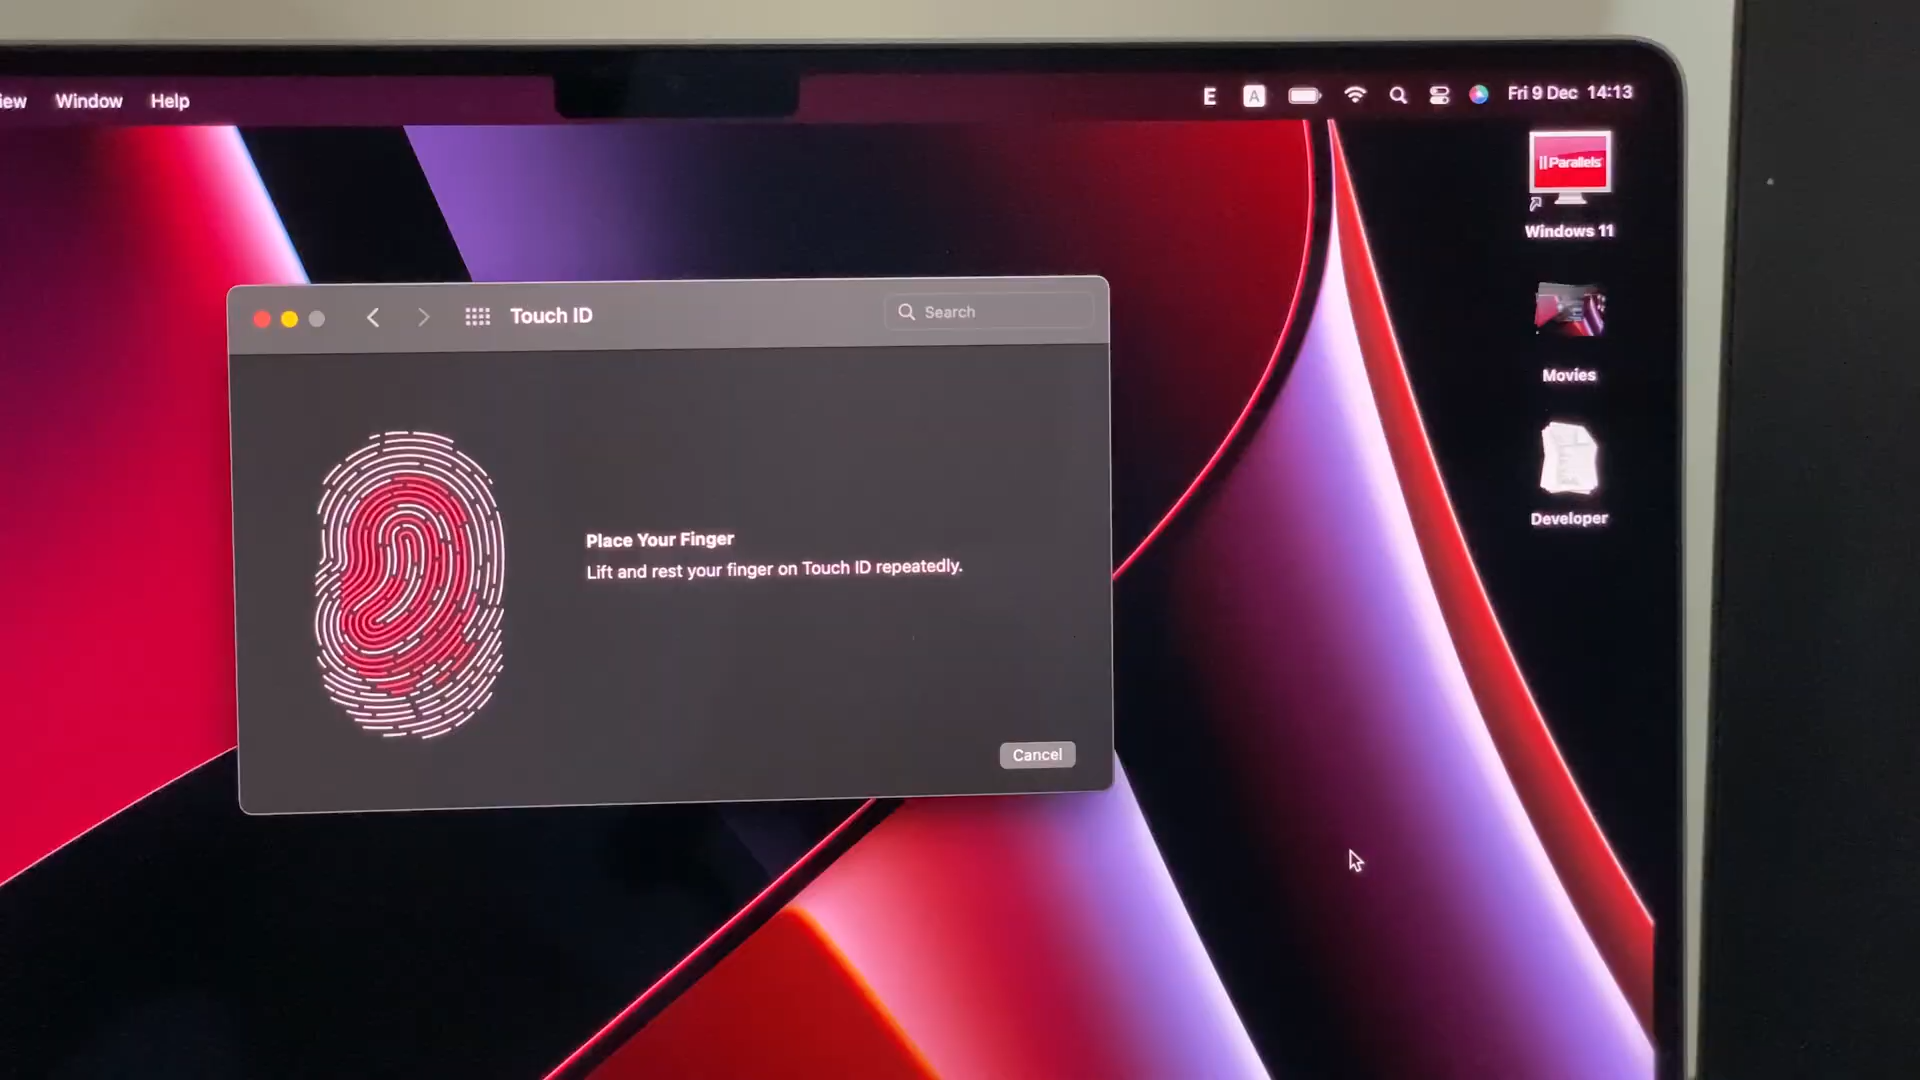 Window Help
E A Fri 9 Dec 14:13
Parallels
Windows 11
Movies
Developer
Touch ID
Search
Place Your Finger
Lift and rest your finger on Touch ID repeatedly.
Cancel